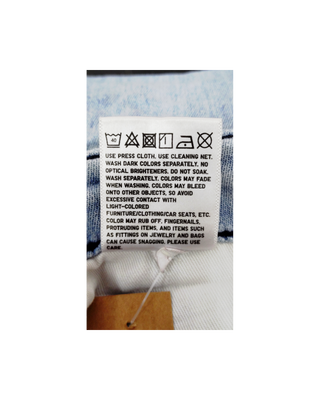 40
USE PRESS CLOTH. USE CLEANING NET.
WASH DARK COLORS SEPARATELY. NO
OPTICAL BRIGHTENERS. DO NOT SOAK.
WASH SEPARATELY. COLORS MAY FADE
WHEN WASHING. COLORS MAY BLEED
ONTO OTHER OBJECTS, SO AVOID
EXCESSIVE CONTACT WITH
LIGHT-COLORED
FURNITURE/CLOTHING/CAR SEATS, ETC.
COLOR MAY RUB OFF. FINGERNAILS,
PROTRUDING ITEMS, AND ITEMS SUCH
AS FITTINGS ON JEWELRY AND BAGS
CAN CAUSE SNAGGING. PLEASE USE
CARE.